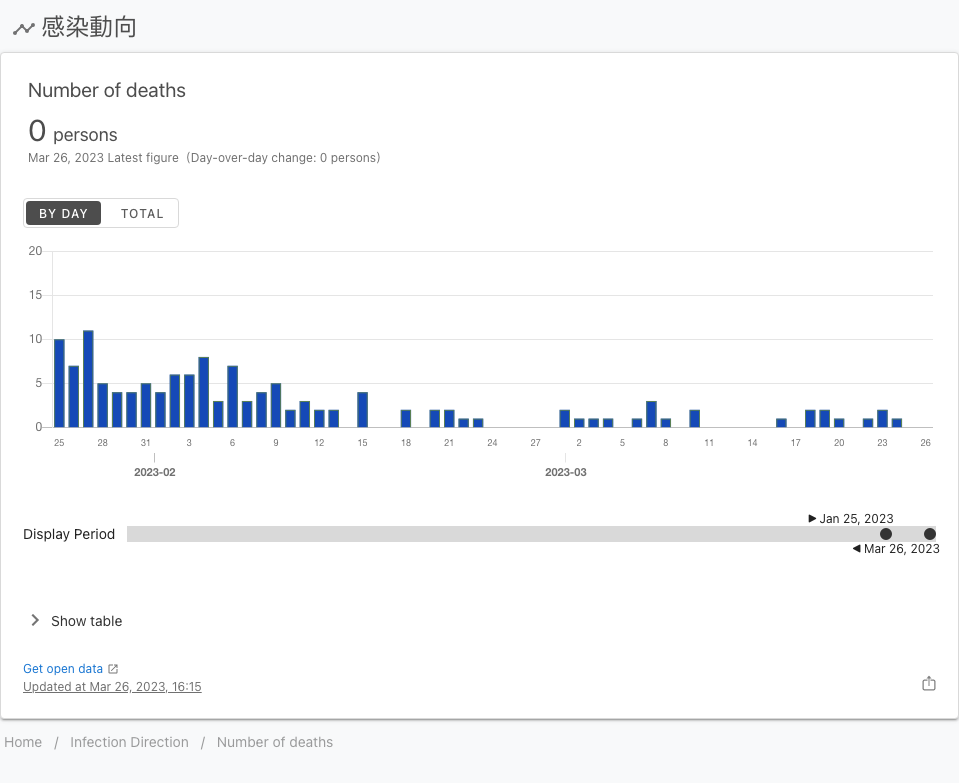 感染動向
Number of deaths
0 persons
Mar 26, 2023 Latest figure (Day-over-day change: 0 persons)
BY DAY TOTAL
20
15
10
5
0
25 28 31 3 6 9 12 15 18 21 24 27 2 5 8 11 14 17 20 23 26
2023-02 2023-03
Jan 25, 2023
Display Period
Mar 26, 2023
Show table
Get open data
Updated at Mar 26, 2023, 16:15
Home / Infection Direction / Number of deaths